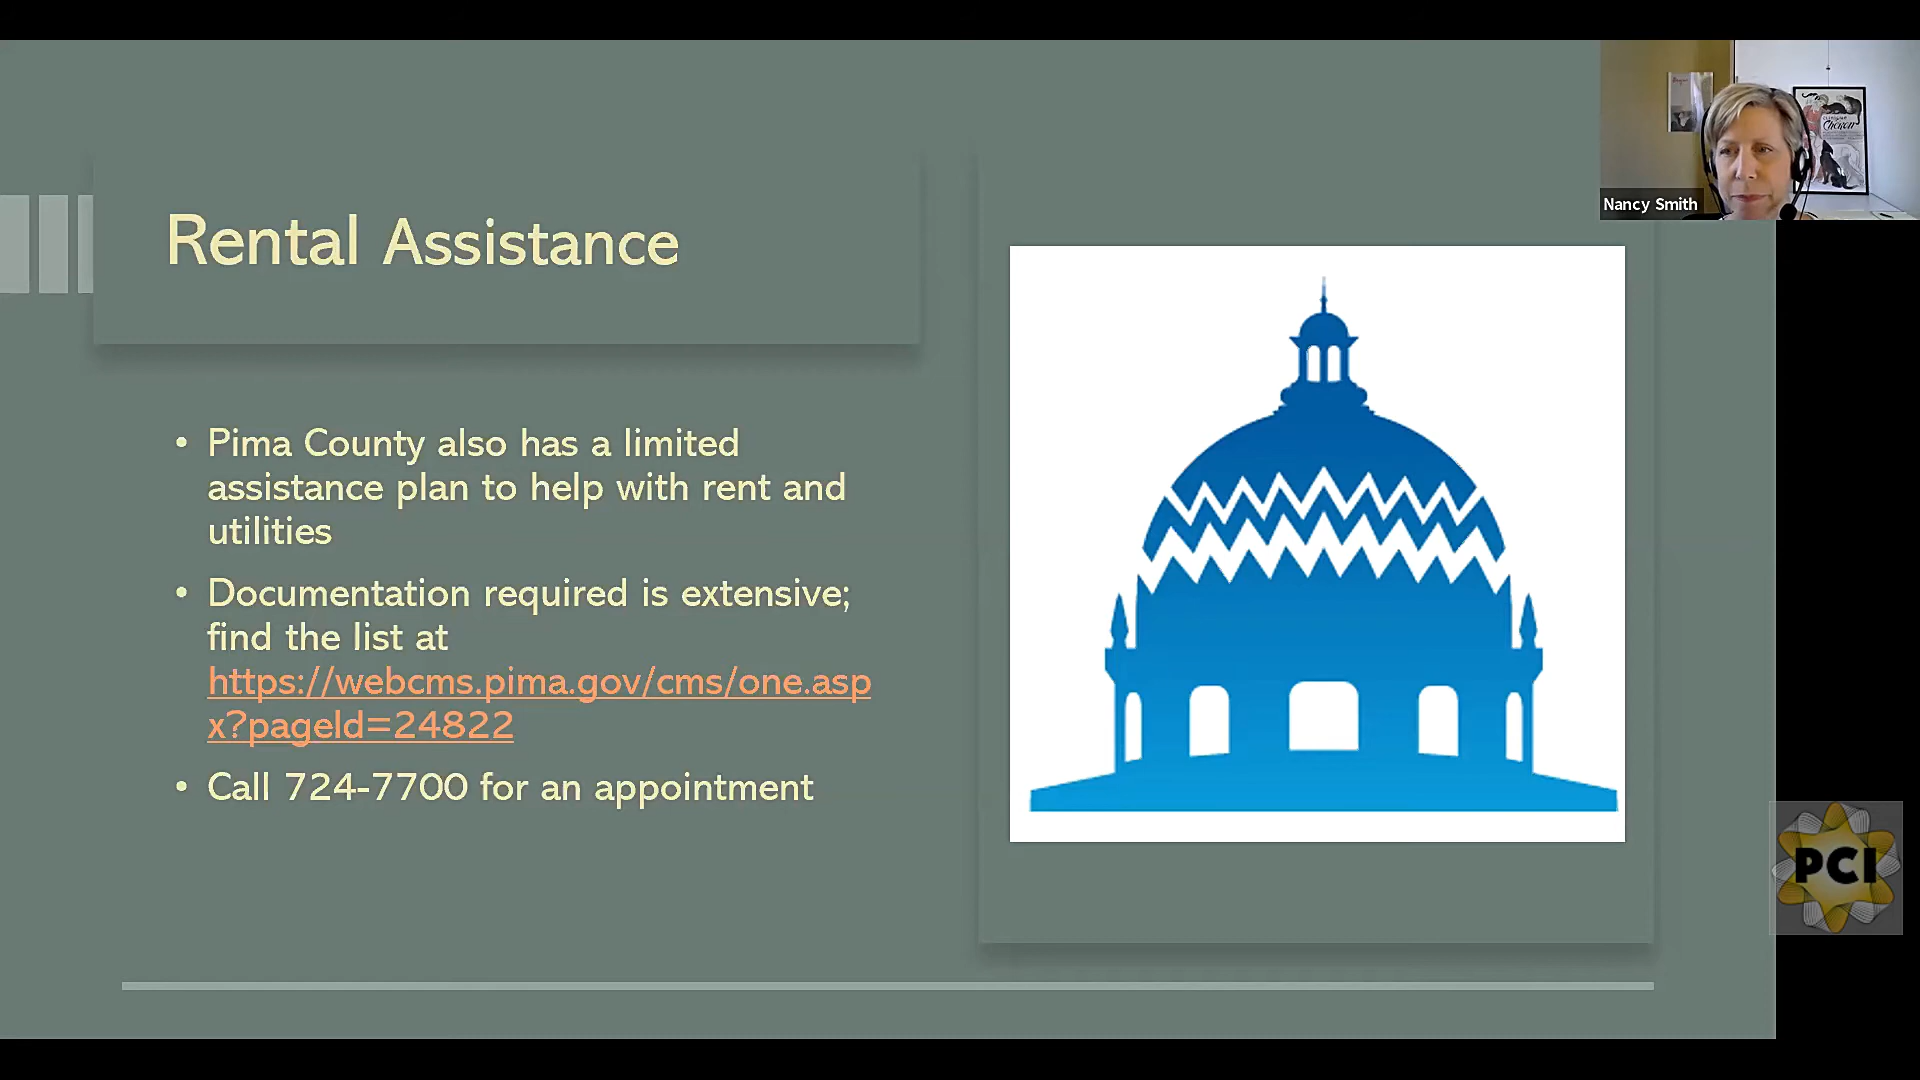 Nancy Smith
Rental Assistance
• Pima County also has a limited
assistance plan to help with rent and
utilities
• Documentation required is extensive;
find the list at
https://webcms.pima.gov/cms/one.asp
x?pageId=24822
• Call 724-7700 for an appointment
PCI